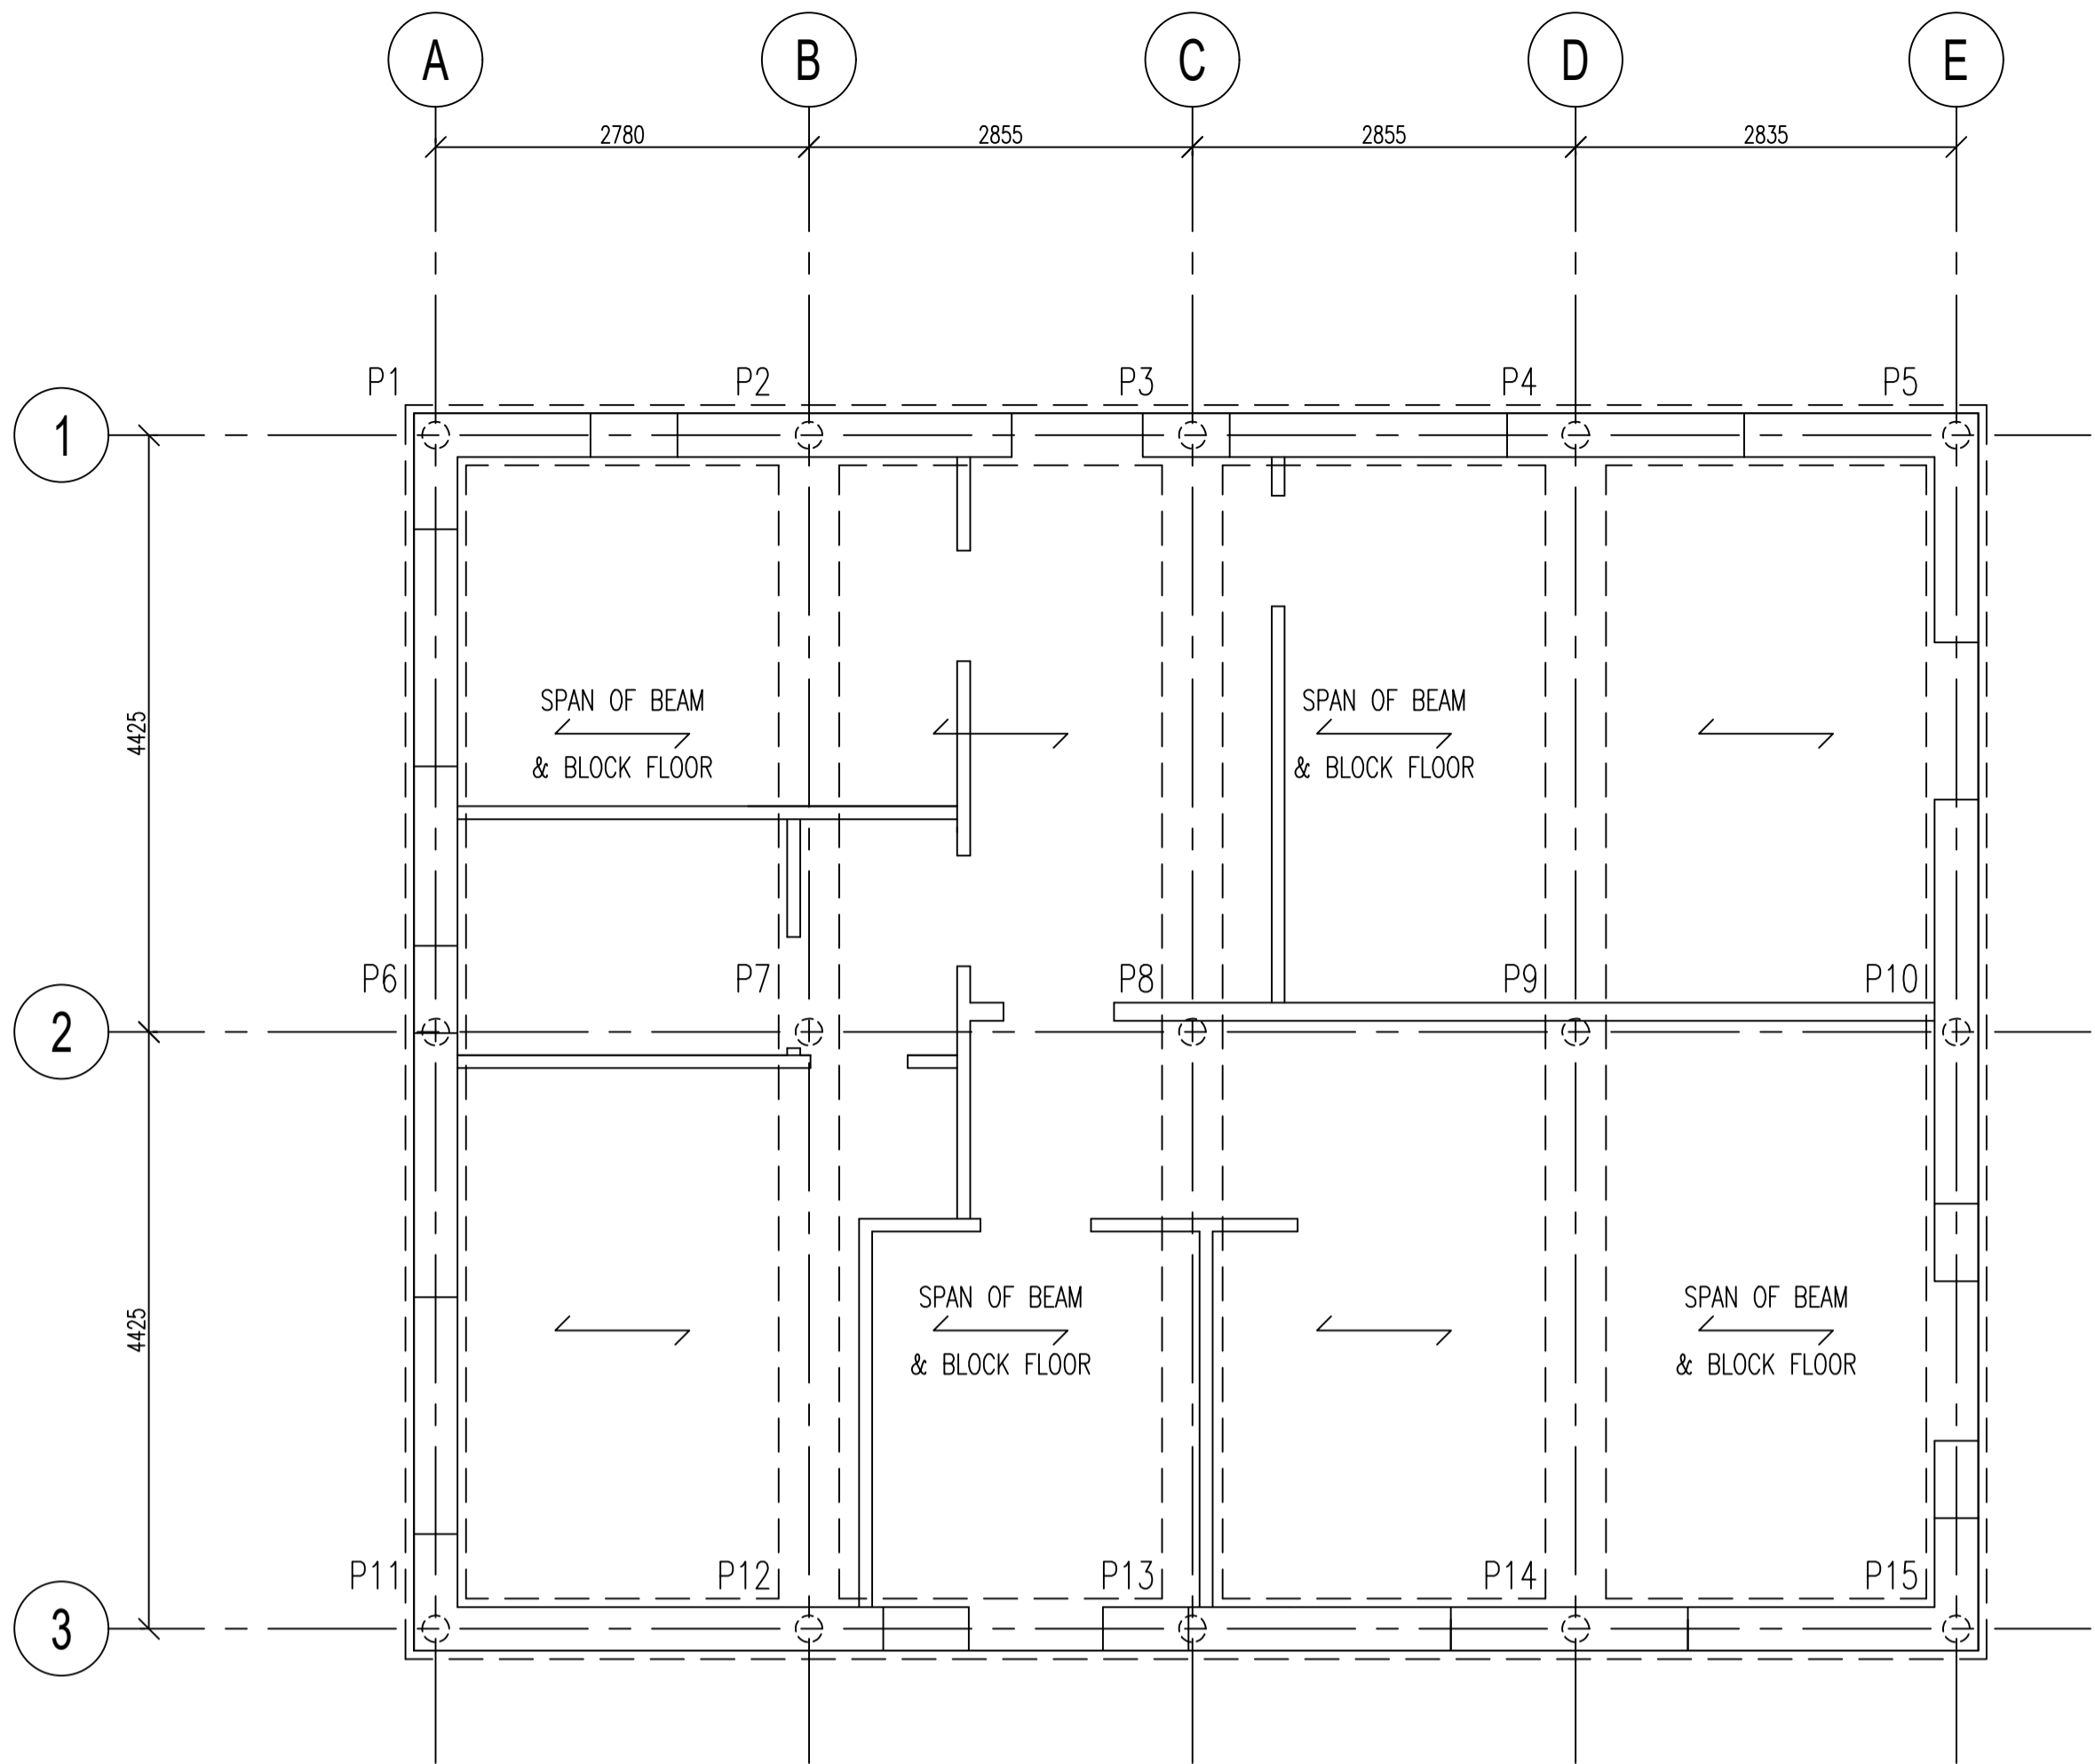 A B C D E
2780 2855 2855 2835
P1 P2 P3 P4 P5
1
SPAN OF BEAM SPAN OF BEAM
4425
& BLOCK FLOOR & BLOCK FLOOR
P6 P7 P8 P9 P10
2
SPAN OF BEAM SPAN OF BEAM
4425
& BLOCK FLOOR & BLOCK FLOOR
P11 P12 P13 P14 P15
3